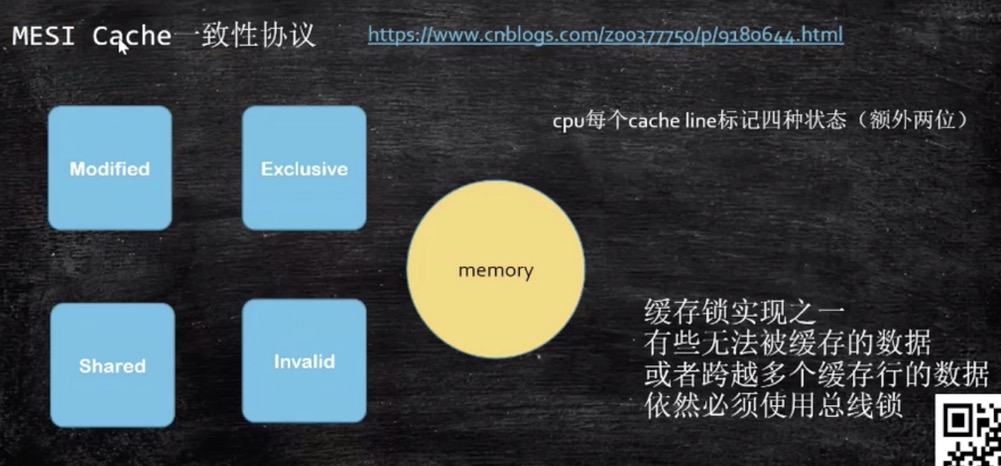 MESI Cache 一致性协议
https://www.cnblogs.com/z00377750/p/9180644.html
cpu每个cache line标记四种状态（额外两位）
Modified
Exclusive
memory
Shared
Invalid
缓存锁实现之一
有些无法被缓存的数据
或者跨越多个缓存行的数据
依然必须使用总线锁